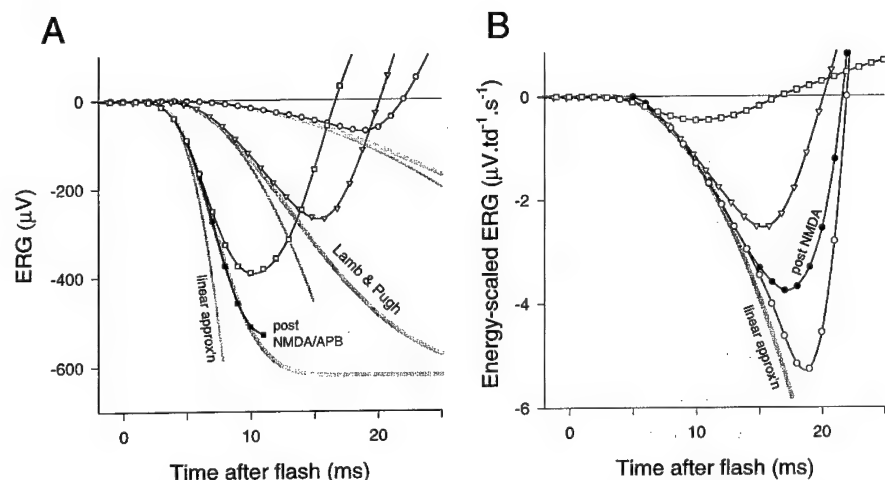 A
0
-200
-400
-600
ERG (μV)
linear approx'n
post
NMDA/APB
Lamb & Pugh
0
10
20
Time after flash (ms)
B
0
-2
-4
-6
Energy-scaled ERG (μV.td⁻¹.s⁻¹)
post NMDA
linear approx'n
0
10
20
Time after flash (ms)